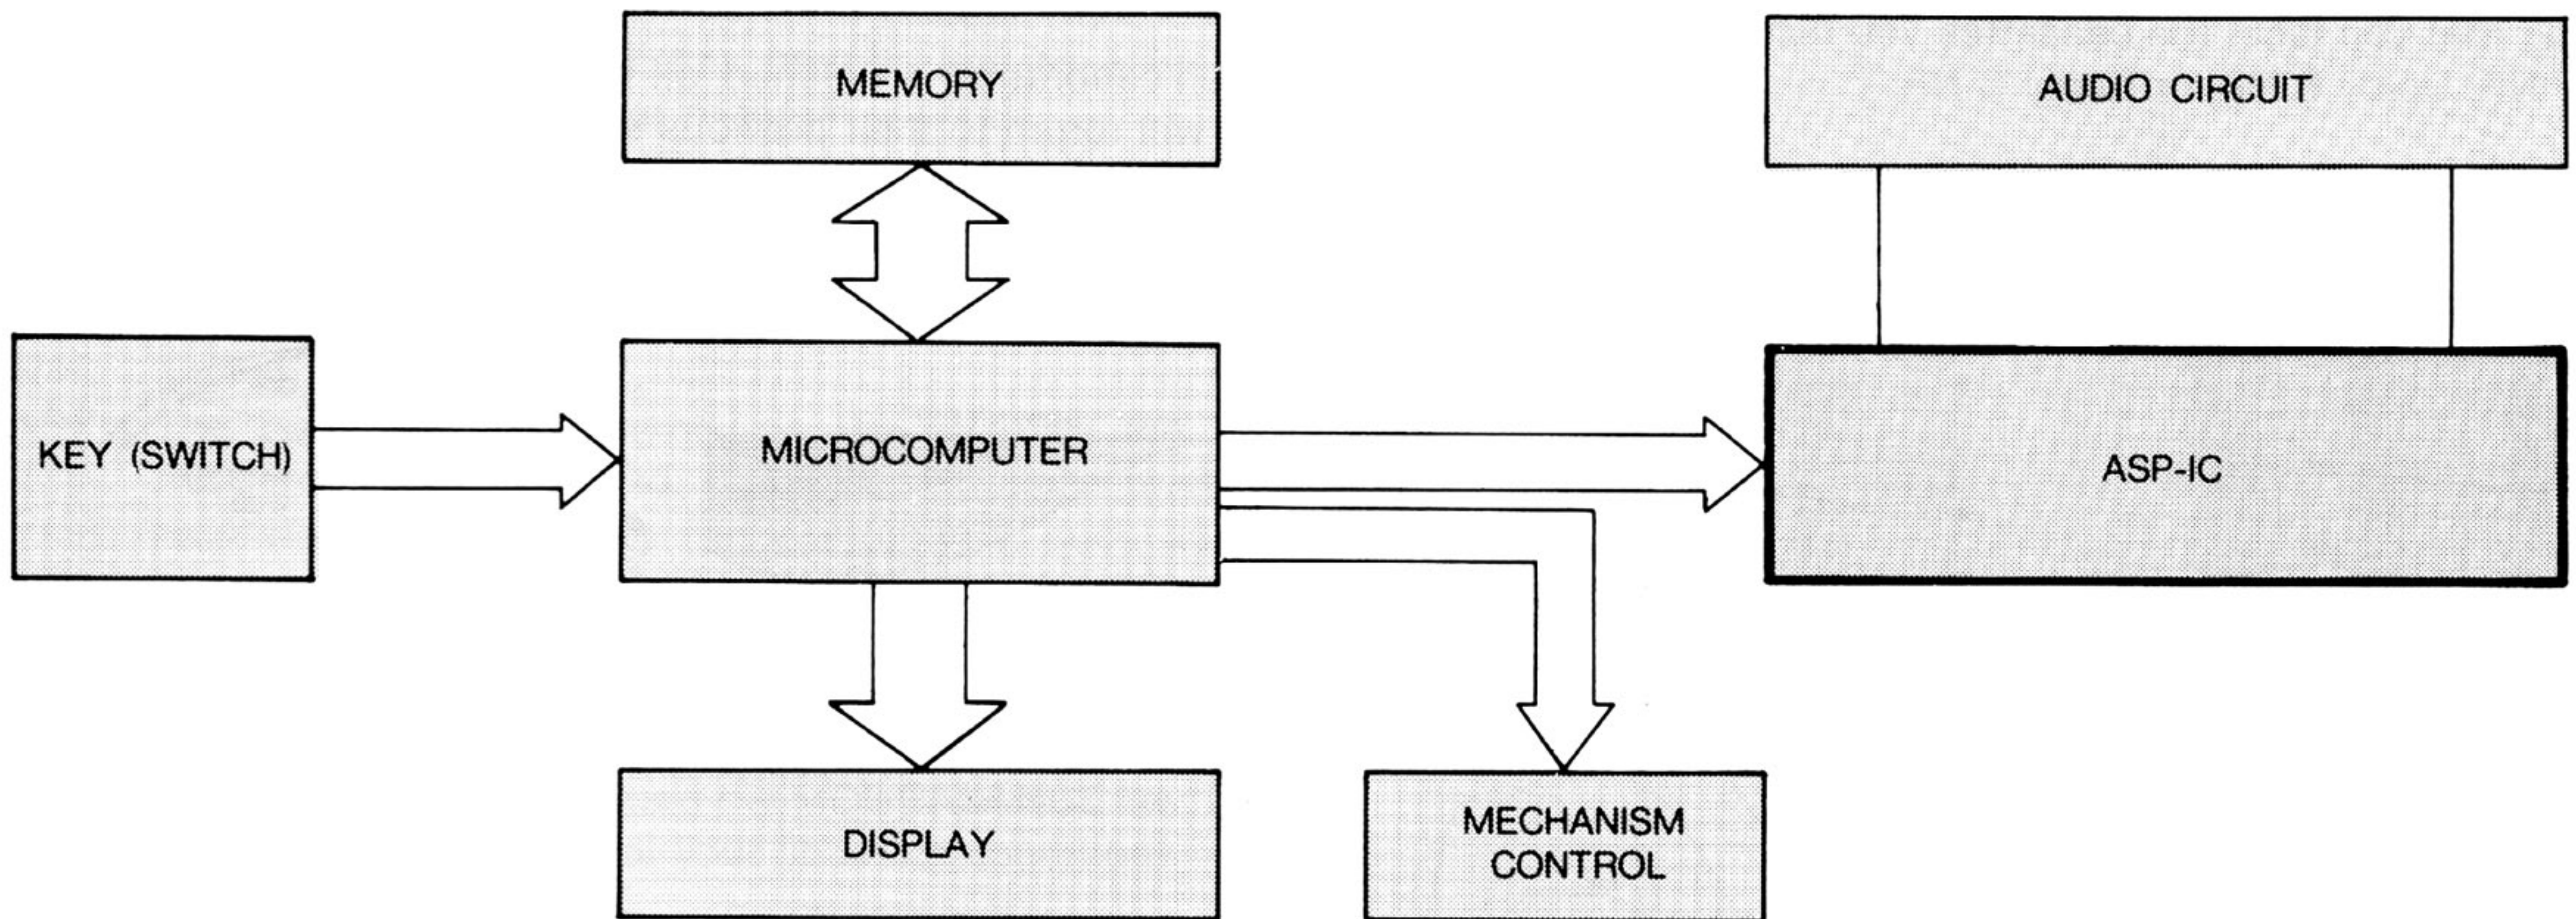 MEMORY
AUDIO CIRCUIT
KEY (SWITCH)
MICROCOMPUTER
ASP-IC
DISPLAY
MECHANISM
CONTROL